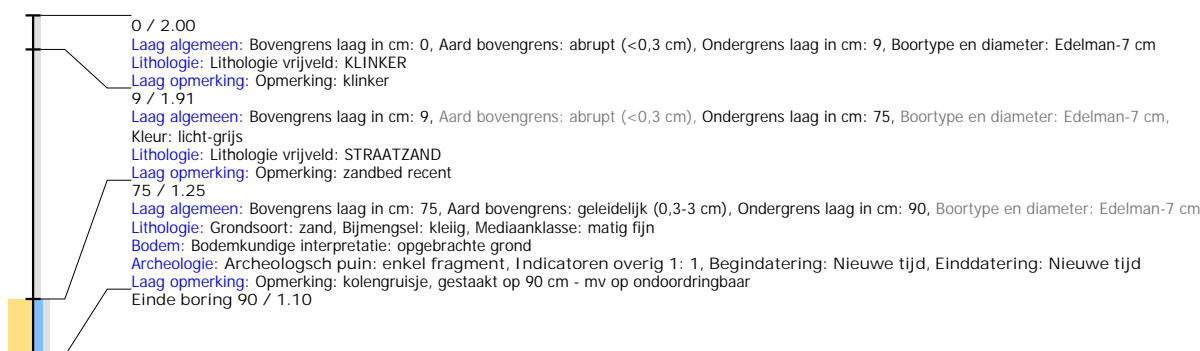 0 / 2.00
Laag algemeen: Bovengrens laag in cm: 0, Aard bovengrens: abrupt (<0,3 cm), Ondergrens laag in cm: 9, Boortype en diameter: Edelman-7 cm
Lithologie: Lithologie vrijveld: KLINKER
Laag opmerking: Opmerking: klinker
9 / 1.91
Laag algemeen: Bovengrens laag in cm: 9, Aard bovengrens: abrupt (<0,3 cm), Ondergrens laag in cm: 75, Boortype en diameter: Edelman-7 cm,
Kleur: licht-grijs
Lithologie: Lithologie vrijveld: STRAATZAND
Laag opmerking: Opmerking: zandbed recent
75 / 1.25
Laag algemeen: Bovengrens laag in cm: 75, Aard bovengrens: geleidelijk (0,3-3 cm), Ondergrens laag in cm: 90, Boortype en diameter: Edelman-7 cm
Lithologie: Grondsoort: zand, Bijmengsel: kleiig, Mediaanklasse: matig fijn
Bodem: Bodemkundige interpretatie: opgebrachte grond
Archeologie: Archeologsch puin: enkel fragment, Indicatoren overig 1: 1, Begindatering: Nieuwe tijd, Einddatering: Nieuwe tijd
Laag opmerking: Opmerking: kolengruisje, gestaakt op 90 cm - mv op ondoordringbaar
Einde boring 90 / 1.10